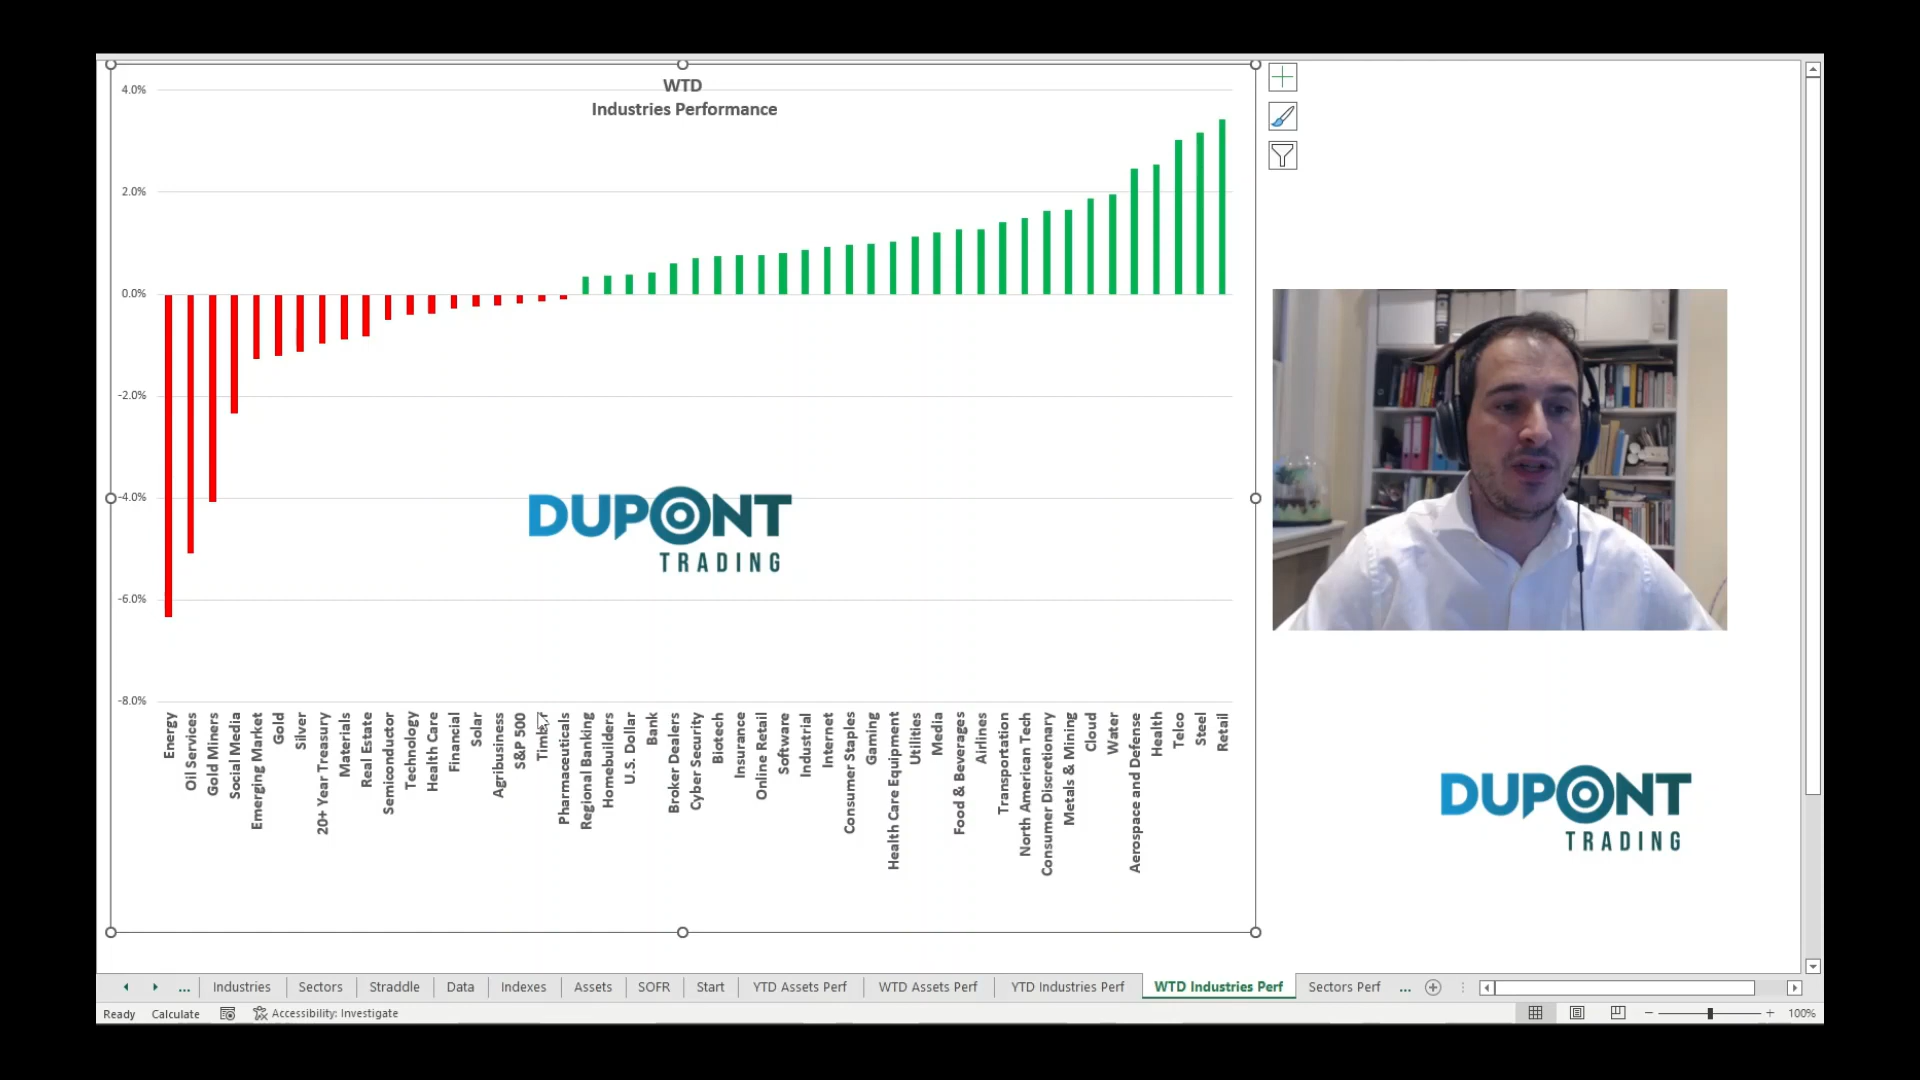 WTD
Industries Performance
4.0%
2.0%
0.0%
-2.0%
-4.0%
-6.0%
-8.0%
DUPONT
TRADING
Energy
Oil Services
Gold Miners
Social Media
Emerging Market
Gold
Silver
20+ Year Treasury
Materials
Real Estate
Semiconductor
Technology
Health Care
Financial
Solar
Agribusiness
S&P 500
Timber
Pharmaceuticals
Regional Banking
Homebuilders
U.S. Dollar
Bank
Broker Dealers
Cyber Security
Biotech
Insurance
Online Retail
Software
Industrial
Internet
Consumer Staples
Gaming
Health Care Equipment
Utilities
Media
Food & Beverages
Airlines
Transportation
North American Tech
Consumer Discretionary
Metals & Mining
Cloud
Water
Aerospace and Defense
Health
Telco
Steel
Retail
DUPONT
TRADING
... Industries Sectors Straddle Data Indexes Assets SOFR Start YTD Assets Perf WTD Assets Perf YTD Industries Perf WTD Industries Perf Sectors Perf ...
Ready Calculate Accessibility: Investigate 100%